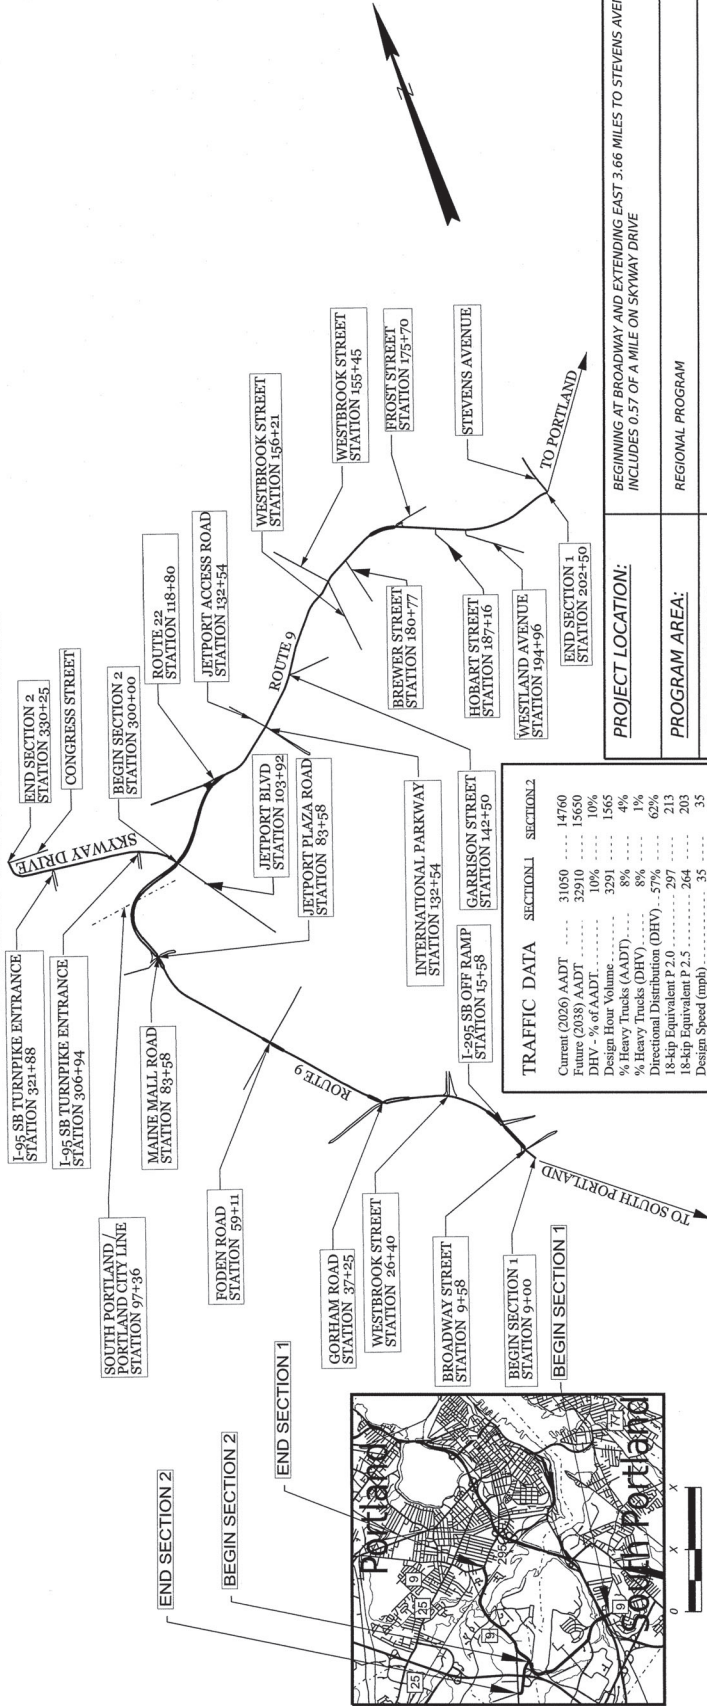 END SECTION 2
STATION 330+25
CONGRESS STREET
BEGIN SECTION 2
STATION 300+00
ROUTE 22
STATION 118+80
JETPORT ACCESS ROAD
STATION 132+54
WESTBROOK STREET
STATION 156+21
WESTBROOK STREET
STATION 155+45
FROST STREET
STATION 175+70
STEVENS AVENUE
TO PORTLAND
N
SKYWAY DRIVE
ROUTE 9
I-95 SB TURNPIKE ENTRANCE
STATION 321+88
I-95 SB TURNPIKE ENTRANCE
STATION 306+94
SOUTH PORTLAND /
PORTLAND CITY LINE
STATION 97+36
MAINE MALL ROAD
STATION 83+58
JETPORT BLVD
STATION 103+92
JETPORT PLAZA ROAD
STATION 83+58
INTERNATIONAL PARKWAY
STATION 132+54
GARRISON STREET
STATION 142+50
BREWER STREET
STATION 180+77
HOBART STREET
STATION 187+16
WESTLAND AVENUE
STATION 194+96
END SECTION 1
STATION 202+50
FODEN ROAD
STATION 59+11
ROUTE 9
GORHAM ROAD
STATION 37+25
WESTBROOK STREET
STATION 26+40
I-295 SB OFF RAMP
STATION 15+58
BROADWAY STREET
STATION 9+58
BEGIN SECTION 1
STATION 9+00
TO SOUTH PORTLAND
END SECTION 2
BEGIN SECTION 2
END SECTION 1
BEGIN SECTION 1
Portland
South Portland
25
25
9
9
9
295
77
0 X X
TRAFFIC DATA SECTION 1 SECTION 2
Current (2026) AADT ..... 31050 ..... 14760
Future (2038) AADT ..... 32910 ..... 15650
DHV - % of AADT ..... 10% ..... 10%
Design Hour Volume ..... 3291 ..... 1565
% Heavy Trucks (AADT) ..... 8% ..... 4%
% Heavy Trucks (DHV) ..... 8% ..... 1%
Directional Distribution (DHV) .. 57% ..... 62%
18-kip Equivalent P 2.0 ..... 297 ..... 213
18-kip Equivalent P 2.5 ..... 264 ..... 203
Design Speed (mph) ..... 35 ..... 35
PROJECT LOCATION:
BEGINNING AT BROADWAY AND EXTENDING EAST 3.66 MILES TO STEVENS AVE
INCLUDES 0.57 OF A MILE ON SKYWAY DRIVE
PROGRAM AREA:
REGIONAL PROGRAM